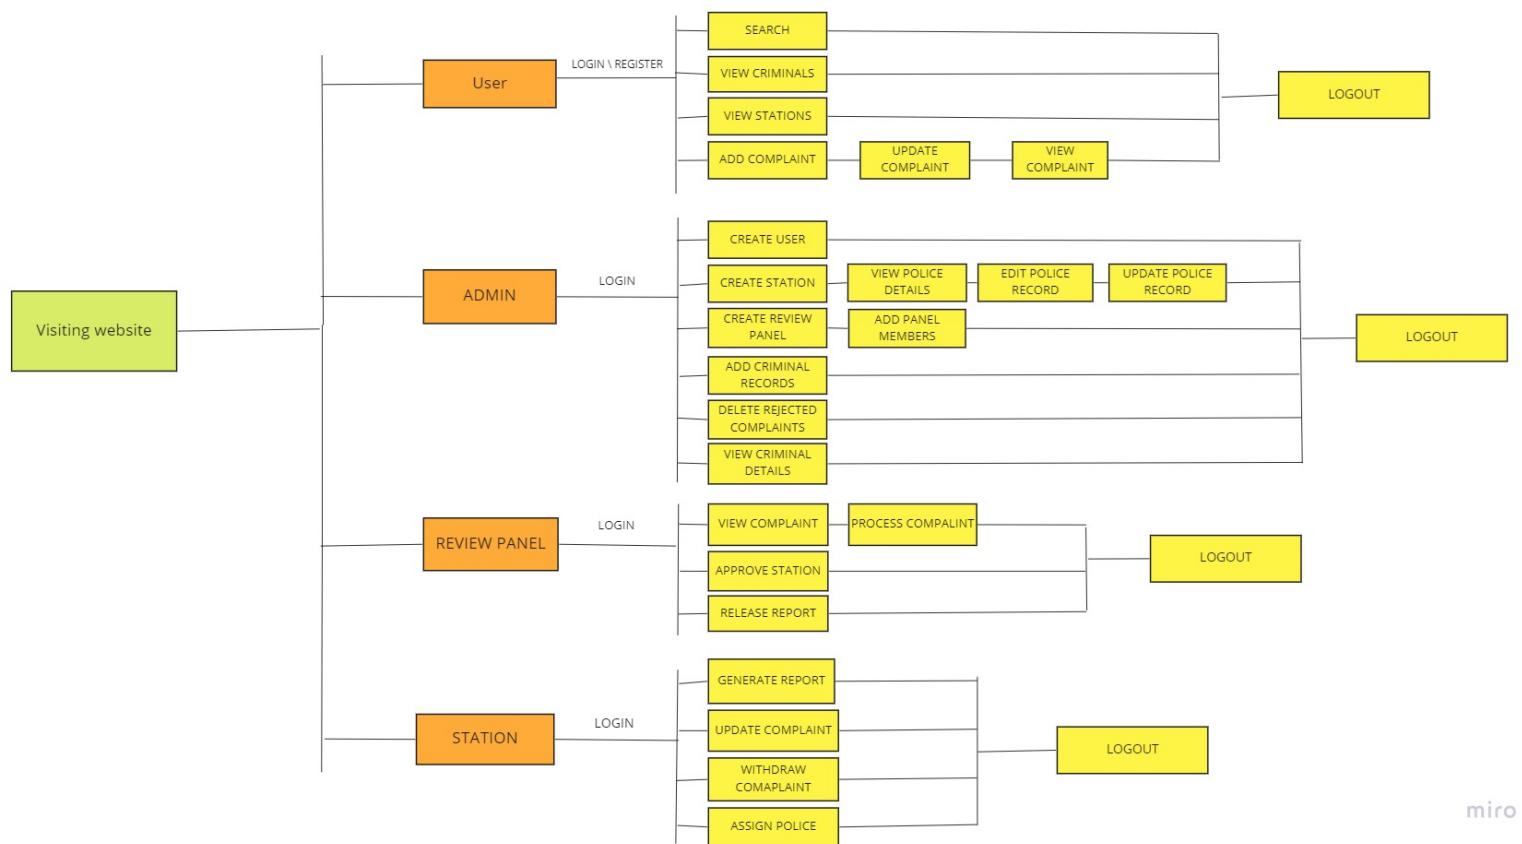 SEARCH
LOGIN \ REGISTER
User
VIEW CRIMINALS
LOGOUT
VIEW STATIONS
ADD COMPLAINT
UPDATE
COMPLAINT
VIEW
COMPLAINT
CREATE USER
LOGIN
ADMIN
CREATE STATION
VIEW POLICE
DETAILS
EDIT POLICE
RECORD
UPDATE POLICE
RECORD
Visiting website
CREATE REVIEW
PANEL
ADD PANEL
MEMBERS
LOGOUT
ADD CRIMINAL
RECORDS
DELETE REJECTED
COMPLAINTS
VIEW CRIMINAL
DETAILS
LOGIN
REVIEW PANEL
VIEW COMPLAINT
PROCESS COMPALINT
LOGOUT
APPROVE STATION
RELEASE REPORT
GENERATE REPORT
LOGIN
STATION
UPDATE COMPLAINT
LOGOUT
WITHDRAW
COMAPLAINT
ASSIGN POLICE
miro